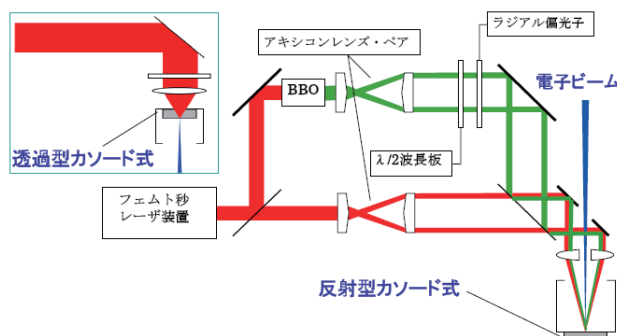 ラジアル偏光子
アキシコンレンズ・ペア
電子ビーム
BBO
透過型カソード式
λ/2波長板
フェムト秒
レーザ装置
反射型カソード式